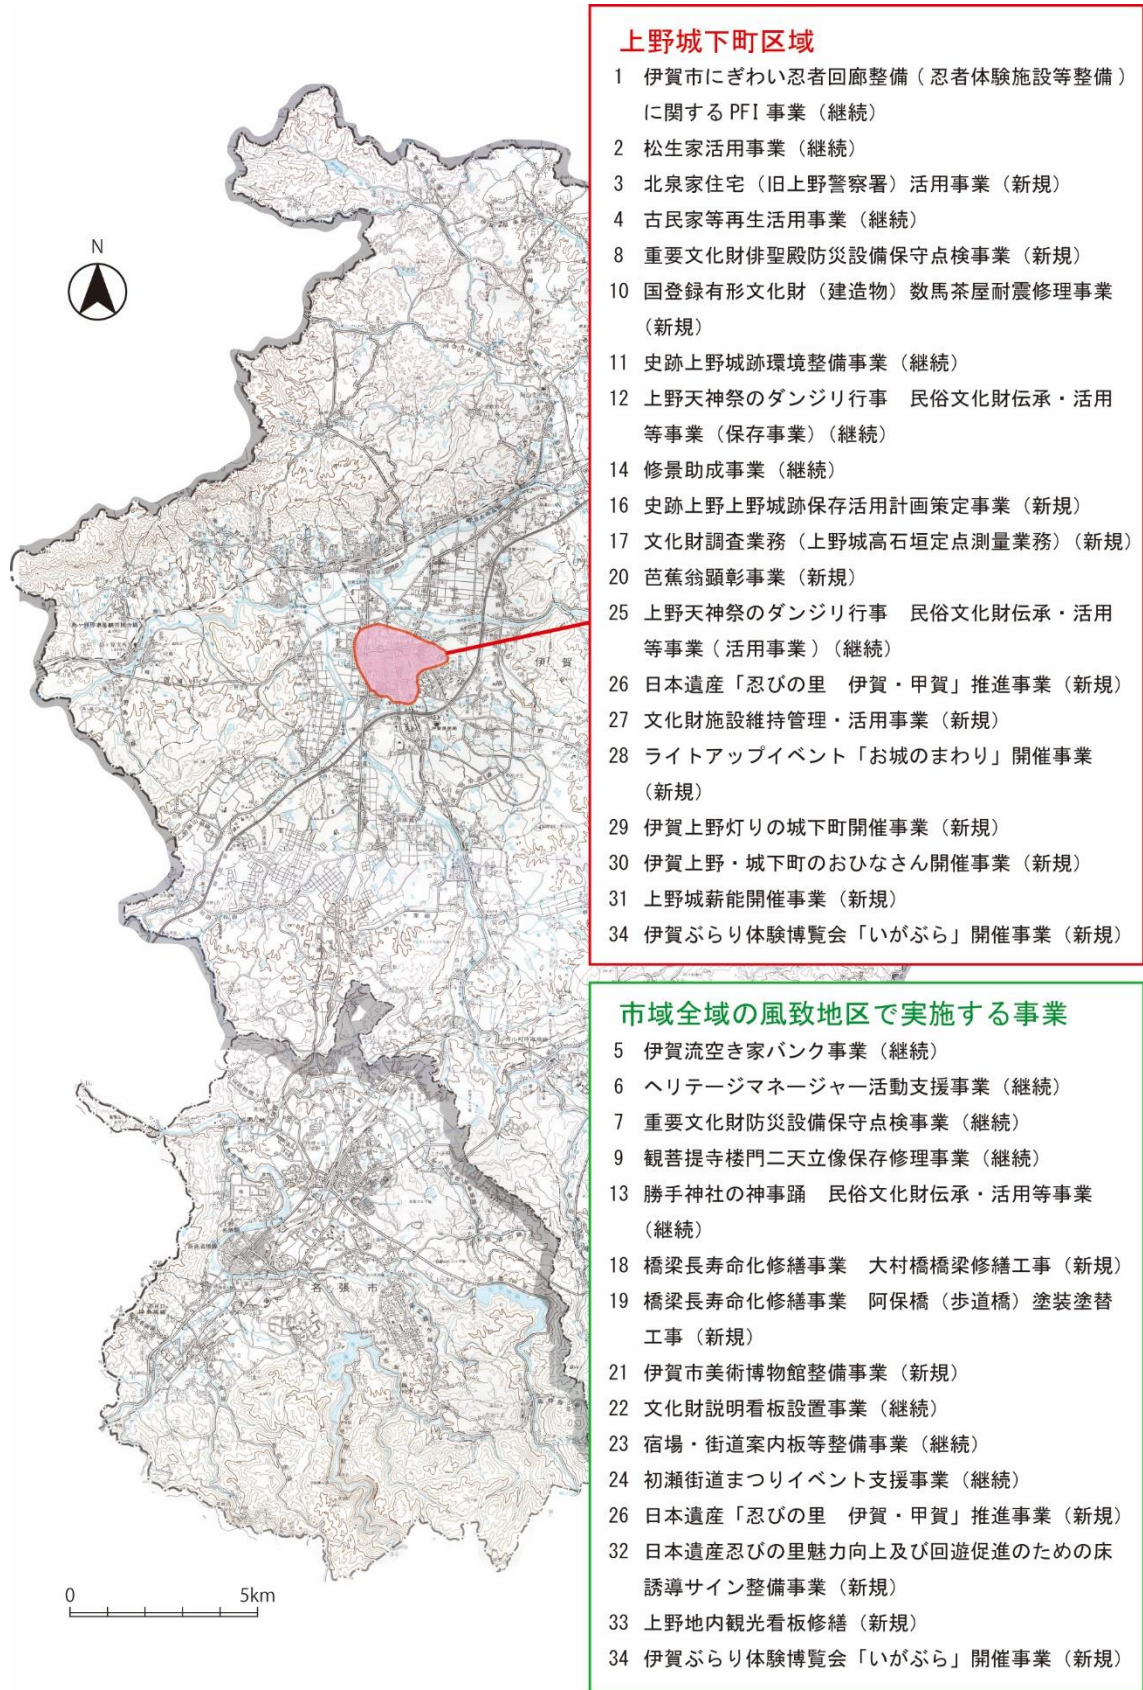 上野城下町区域
1 伊賀市にぎわい忍者回廊整備(忍者体験施設等整備)
に関するPFI事業（継続）
2 松生家活用事業（継続）
3 北泉家住宅（旧上野警察署）活用事業（新規）
4 古民家等再生活用事業（継続）
8 重要文化財俳聖殿防災設備保守点検事業（新規）
10 国登録有形文化財（建造物）数馬茶屋耐震修理事業
（新規）
11 史跡上野城跡環境整備事業（継続）
12 上野天神祭のダンジリ行事　民俗文化財伝承・活用
等事業（保存事業）（継続）
14 修景助成事業（継続）
16 史跡上野上野城跡保存活用計画策定事業（新規）
17 文化財調査業務（上野城高石垣定点測量業務）（新規）
20 芭蕉翁顕彰事業（新規）
25 上野天神祭のダンジリ行事　民俗文化財伝承・活用
等事業(活用事業)（継続）
26 日本遺産「忍びの里　伊賀・甲賀」推進事業（新規）
27 文化財施設維持管理・活用事業（新規）
28 ライトアップイベント「お城のまわり」開催事業
（新規）
29 伊賀上野灯りの城下町開催事業（新規）
30 伊賀上野・城下町のおひなさん開催事業（新規）
31 上野城薪能開催事業（新規）
34 伊賀ぶらり体験博覧会「いがぶら」開催事業（新規）
市域全域の風致地区で実施する事業
5 伊賀流空き家バンク事業（継続）
6 ヘリテージマネージャー活動支援事業（継続）
7 重要文化財防災設備保守点検事業（継続）
9 観菩提寺楼門二天立像保存修理事業（継続）
13 勝手神社の神事踊　民俗文化財伝承・活用等事業
（継続）
18 橋梁長寿命化修繕事業　大村橋橋梁修繕工事（新規）
19 橋梁長寿命化修繕事業　阿保橋（歩道橋）塗装塗替
工事（新規）
21 伊賀市美術博物館整備事業（新規）
22 文化財説明看板設置事業（継続）
23 宿場・街道案内板等整備事業（継続）
24 初瀬街道まつりイベント支援事業（継続）
26 日本遺産「忍びの里　伊賀・甲賀」推進事業（新規）
32 日本遺産忍びの里魅力向上及び回遊促進のための床
誘導サイン整備事業（新規）
33 上野地内観光看板修繕（新規）
34 伊賀ぶらり体験博覧会「いがぶら」開催事業（新規）
N
伊賀
名張市
0 5km